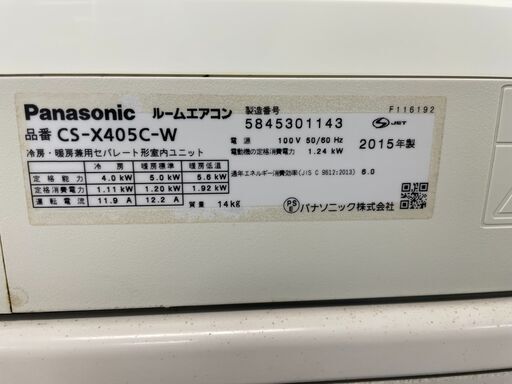 Panasonic ルームエアコン
品番 CS-X405C-W
冷房・暖房兼用セパレート形室内ユニット
冷房 暖房標準 暖房低温
定格能力 4.0 kW 5.0 kW 5.6 kW
定格消費電力 1.11 kW 1.20 kW 1.92 kW
運転電流 11.9 A 12.2 A
質量 14kg
製造番号
5845301143
F116192
S JET
電源 100V 50/60 Hz
電動機の定格消費電力 1.24 kW
2015年製
通年エネルギー消費効率(JIS C 9612:2013) 6.0
PS E パナソニック株式会社